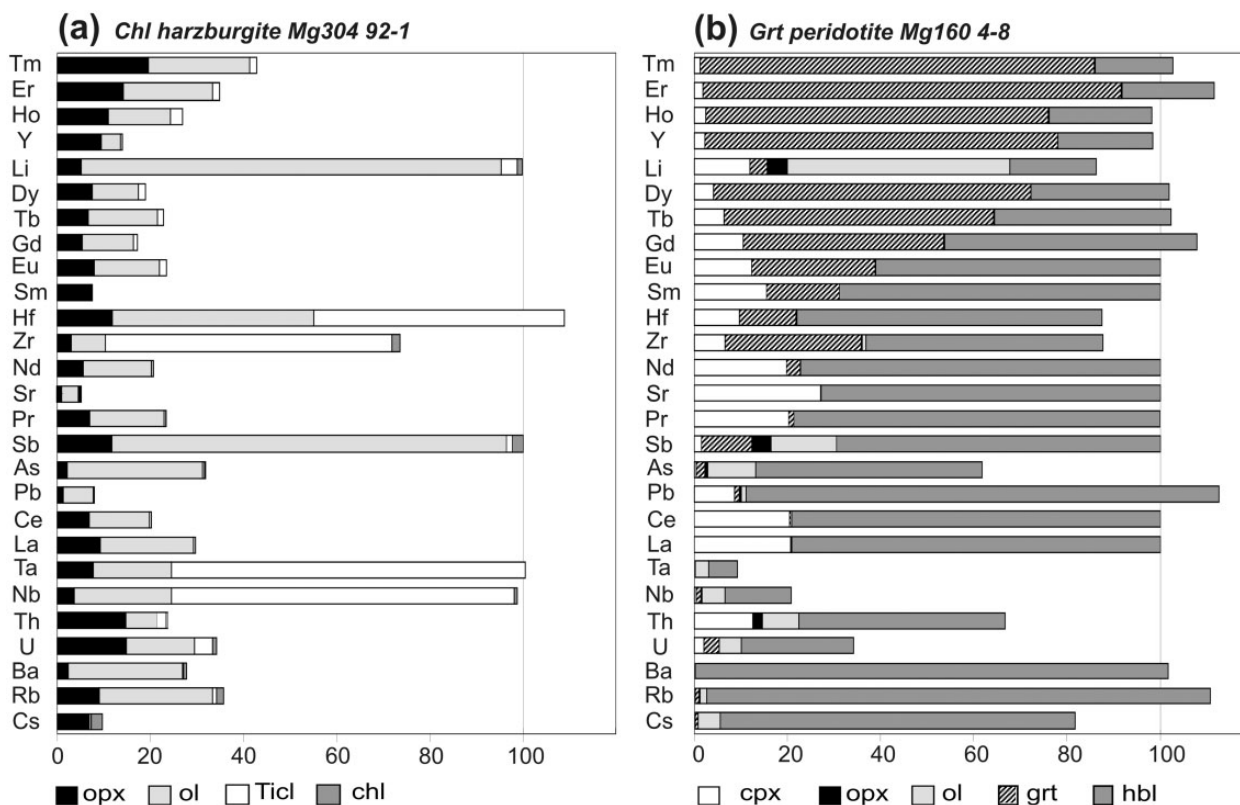 (a) Chl harzburgite Mg304 92-1
Tm
Er
Ho
Y
Li
Dy
Tb
Gd
Eu
Sm
Hf
Zr
Nd
Sr
Pr
Sb
As
Pb
Ce
La
Ta
Nb
Th
U
Ba
Rb
Cs
0 20 40 60 80 100
opx ol Ticl chl
(b) Grt peridotite Mg160 4-8
Tm
Er
Ho
Y
Li
Dy
Tb
Gd
Eu
Sm
Hf
Zr
Nd
Sr
Pr
Sb
As
Pb
Ce
La
Ta
Nb
Th
U
Ba
Rb
Cs
0 20 40 60 80 100
cpx opx ol grt hbl